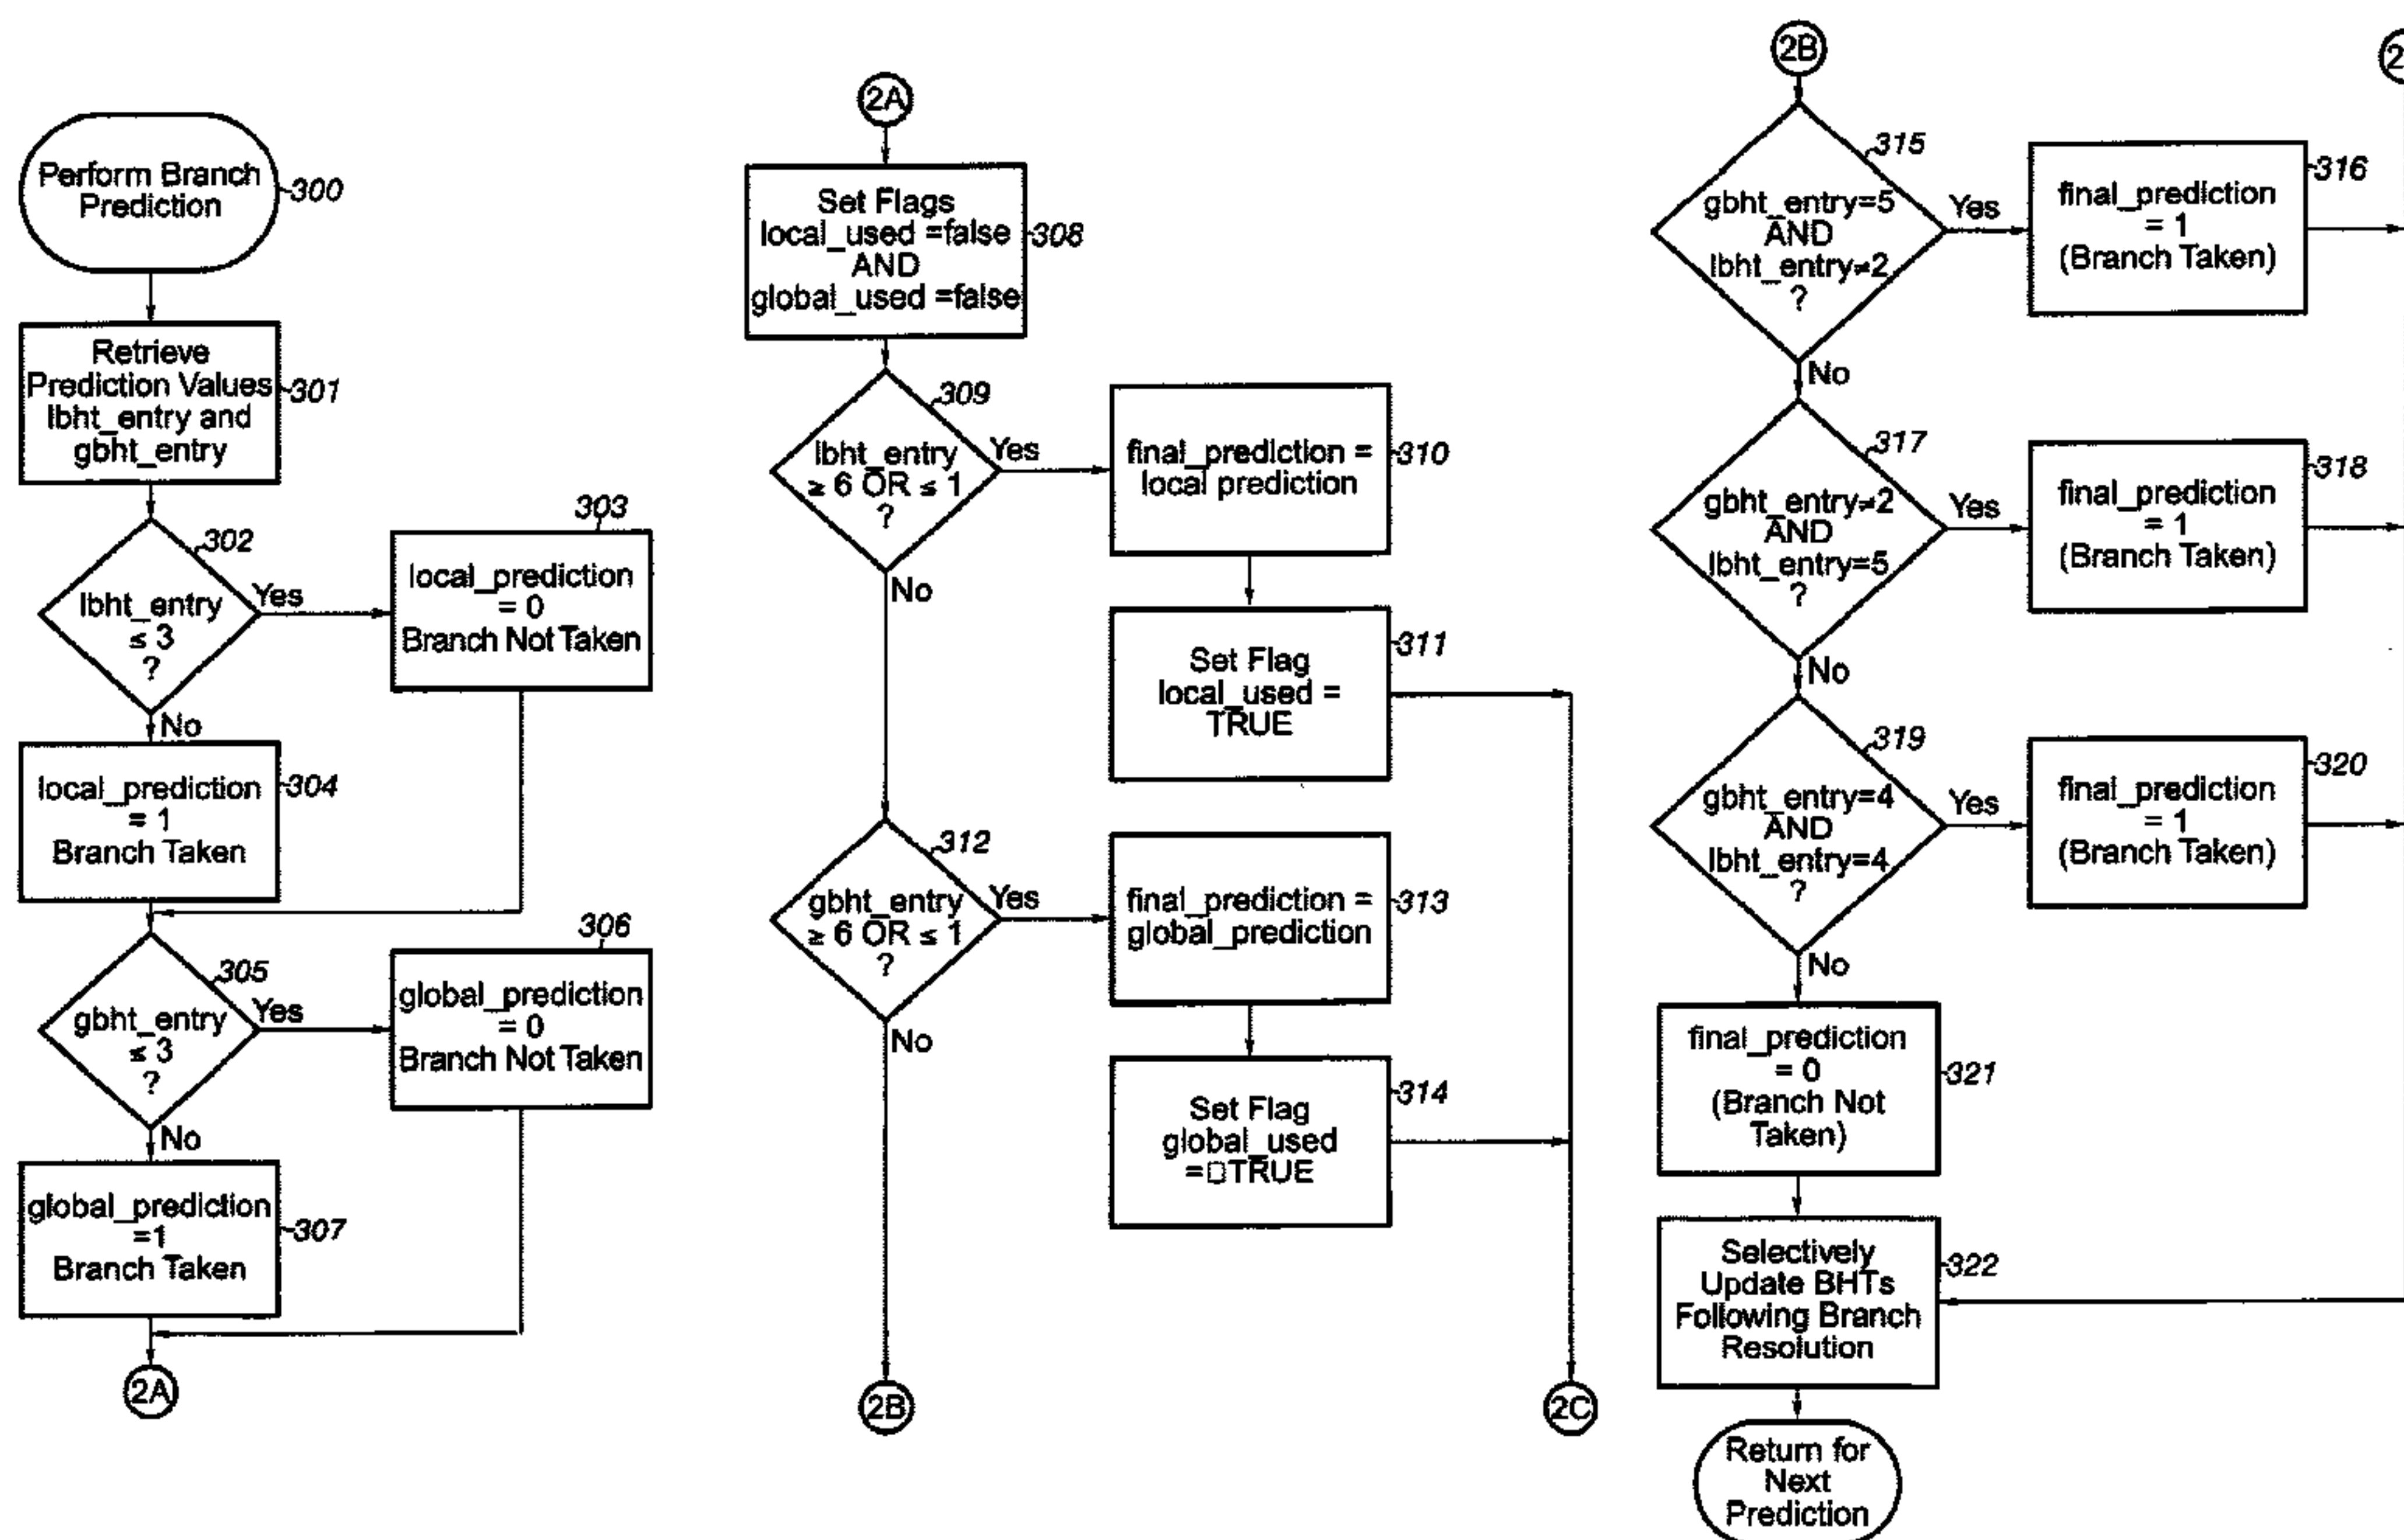 Perform Branch
Prediction
300
Retrieve
Prediction Values
lbht_entry and
gbht_entry
301
302
lbht_entry
≤ 3
?
Yes
No
303
local_prediction
= 0
Branch Not Taken
local_prediction
= 1
Branch Taken
304
305
gbht_entry
≤ 3
?
Yes
No
306
global_prediction
= 0
Branch Not Taken
global_prediction
=1
Branch Taken
307
2A
2A
Set Flags
local_used =false
AND
global_used =false
308
309
lbht_entry
≥ 6 OR ≤ 1
?
Yes
No
final_prediction =
local prediction
310
Set Flag
local_used =
TRUE
311
312
gbht_entry
≥ 6 OR ≤ 1
?
Yes
No
final_prediction =
global_prediction
313
Set Flag
global_used
=□TRUE
314
2B
2C
2B
315
gbht_entry=5
AND
lbht_entry≠2
?
Yes
No
final_prediction
= 1
(Branch Taken)
316
317
gbht_entry≠2
AND
lbht_entry=5
?
Yes
No
final_prediction
= 1
(Branch Taken)
318
319
gbht_entry=4
AND
lbht_entry=4
?
Yes
No
final_prediction
= 1
(Branch Taken)
320
final_prediction
= 0
(Branch Not
Taken)
321
Selectively
Update BHTs
Following Branch
Resolution
322
Return for
Next
Prediction